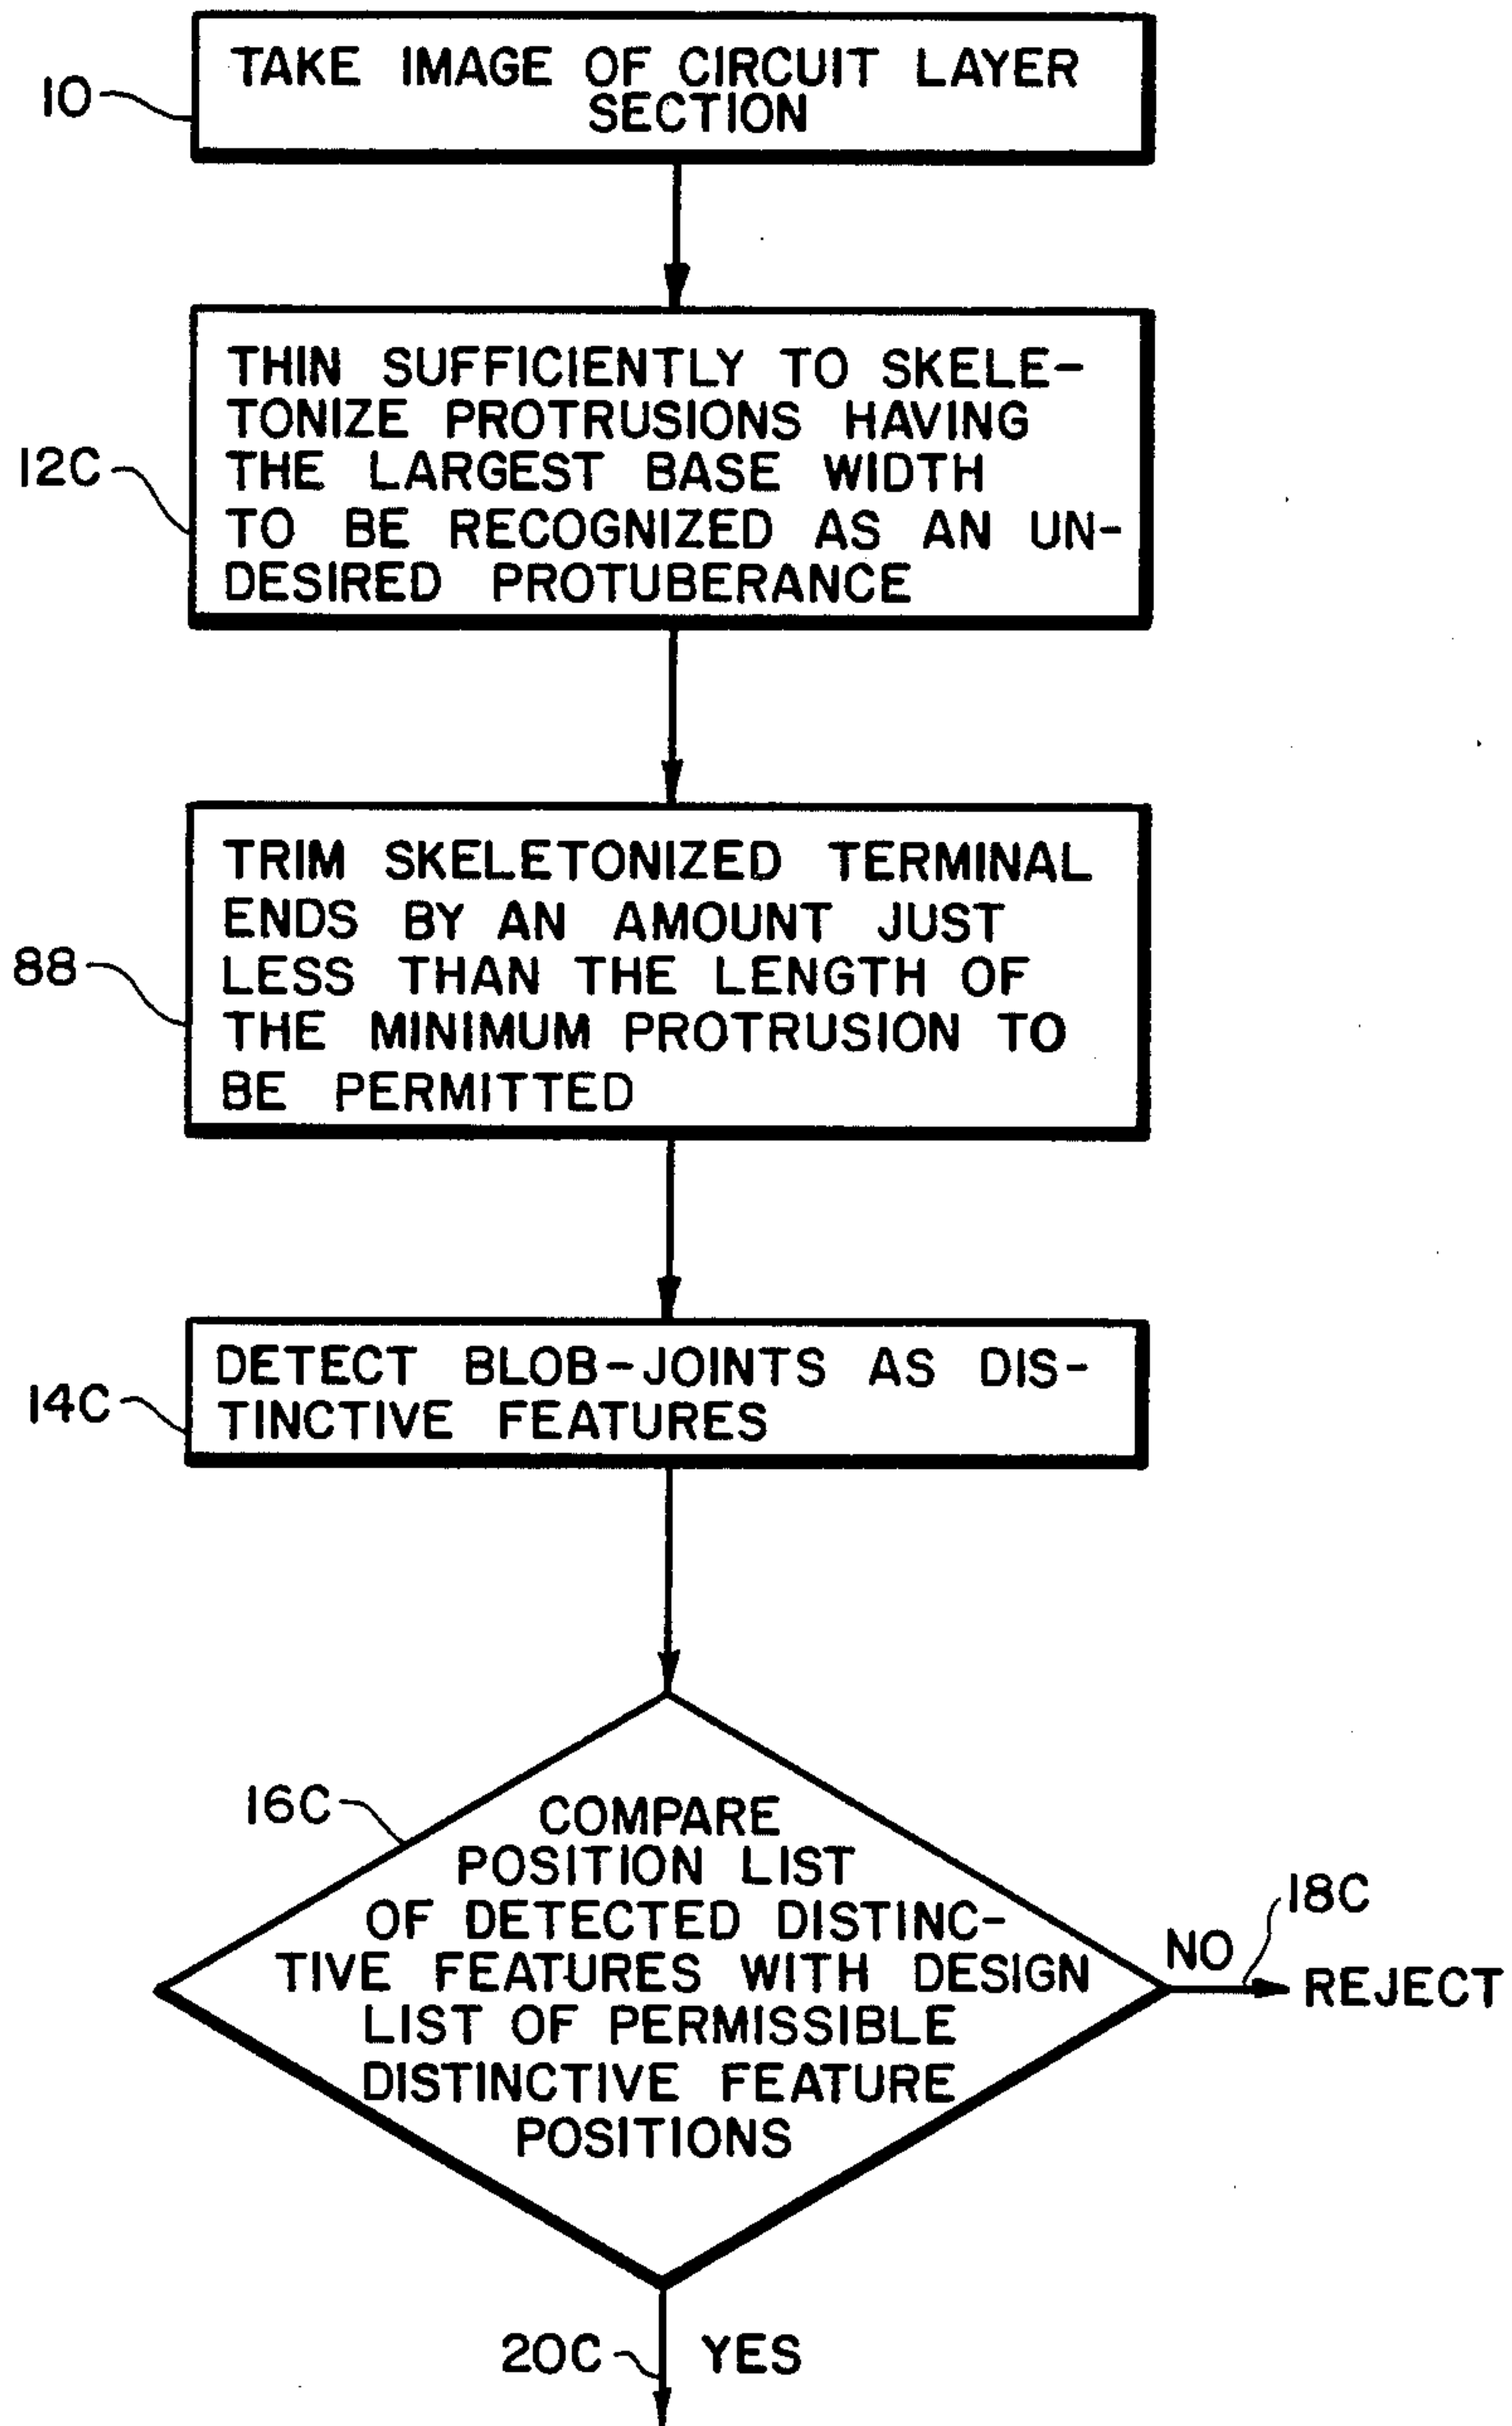 TAKE IMAGE OF CIRCUIT LAYER
SECTION
10
THIN SUFFICIENTLY TO SKELE-
TONIZE PROTRUSIONS HAVING
THE LARGEST BASE WIDTH
TO BE RECOGNIZED AS AN UN-
DESIRED PROTUBERANCE
12C
TRIM SKELETONIZED TERMINAL
ENDS BY AN AMOUNT JUST
LESS THAN THE LENGTH OF
THE MINIMUM PROTRUSION TO
BE PERMITTED
88
DETECT BLOB-JOINTS AS DIS-
TINCTIVE FEATURES
14C
16C
COMPARE
POSITION LIST
OF DETECTED DISTINC-
TIVE FEATURES WITH DESIGN
LIST OF PERMISSIBLE
DISTINCTIVE FEATURE
POSITIONS
18C
NO
REJECT
20C
YES